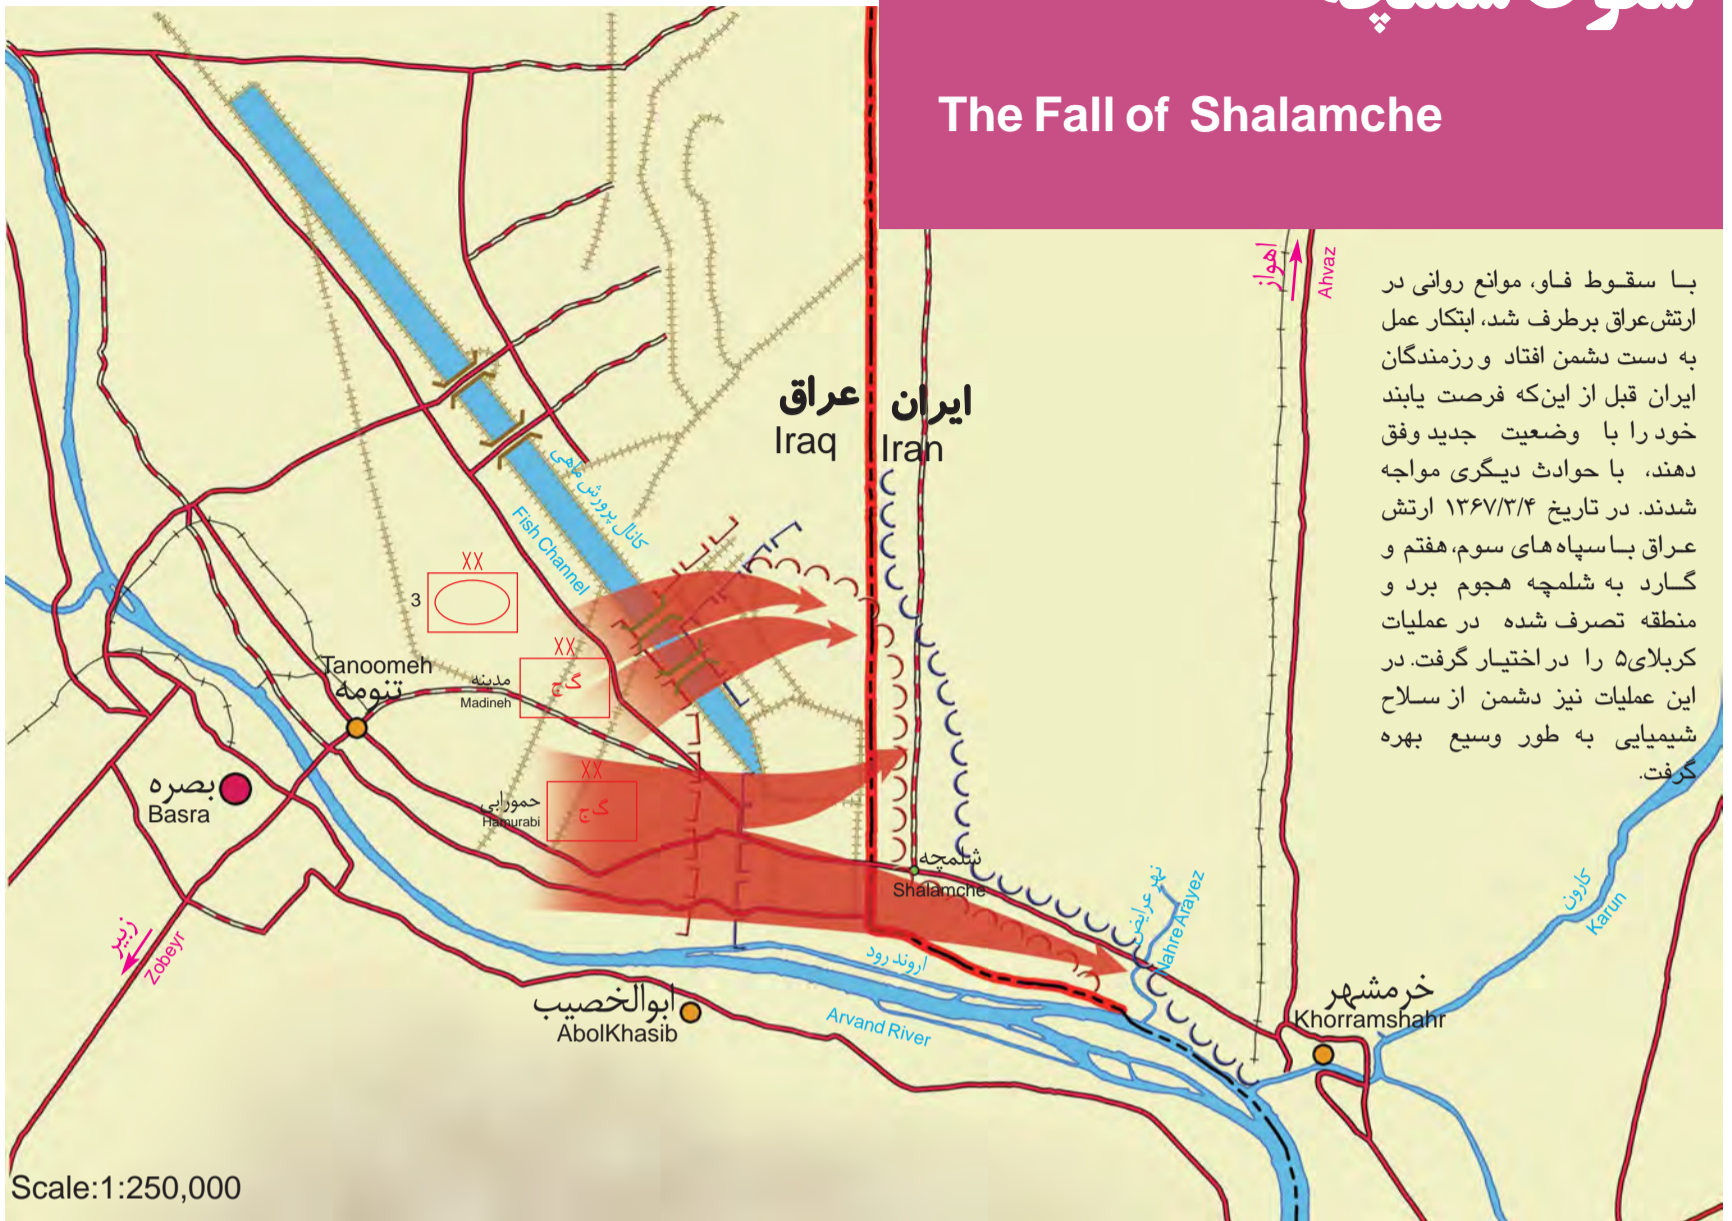 The Fall of Shalamche
اهواز
Ahvaz
با سقوط فاو، موانع روانی در
ارتش‌عراق برطرف شد، ابتکار عمل
به دست دشمن افتاد و رزمندگان
ایران قبل از این‌که فرصت یابند
خود را با وضعیت جدید وفق
دهند، با حوادث دیگری مواجه
شدند. در تاریخ ۱۳۶۷/۳/۴ ارتش
عراق با سپاه‌های سوم، هفتم و
گارد به شلمچه هجوم برد و
منطقه تصرف شده در عملیات
کربلای۵ را در اختیار گرفت. در
این عملیات نیز دشمن از سلاح
شیمیایی به طور وسیع بهره
گرفت.
عراق
Iraq
ایران
Iran
کانال پرورش ماهی
Fish Channel
XX
3
XX
گ‌ج
مدینه
Madineh
Tanoomeh
تنومه
XX
گ‌ج
حمورابی
Hamurabi
بصره
Basra
شلمچه
Shalamche
نهر عرایض
Nahre Arayez
کارون
Karun
زبیر
Zobeyr
اروند رود
Arvand River
ابوالخصیب
AbolKhasib
خرمشهر
Khorramshahr
Scale:1:250,000